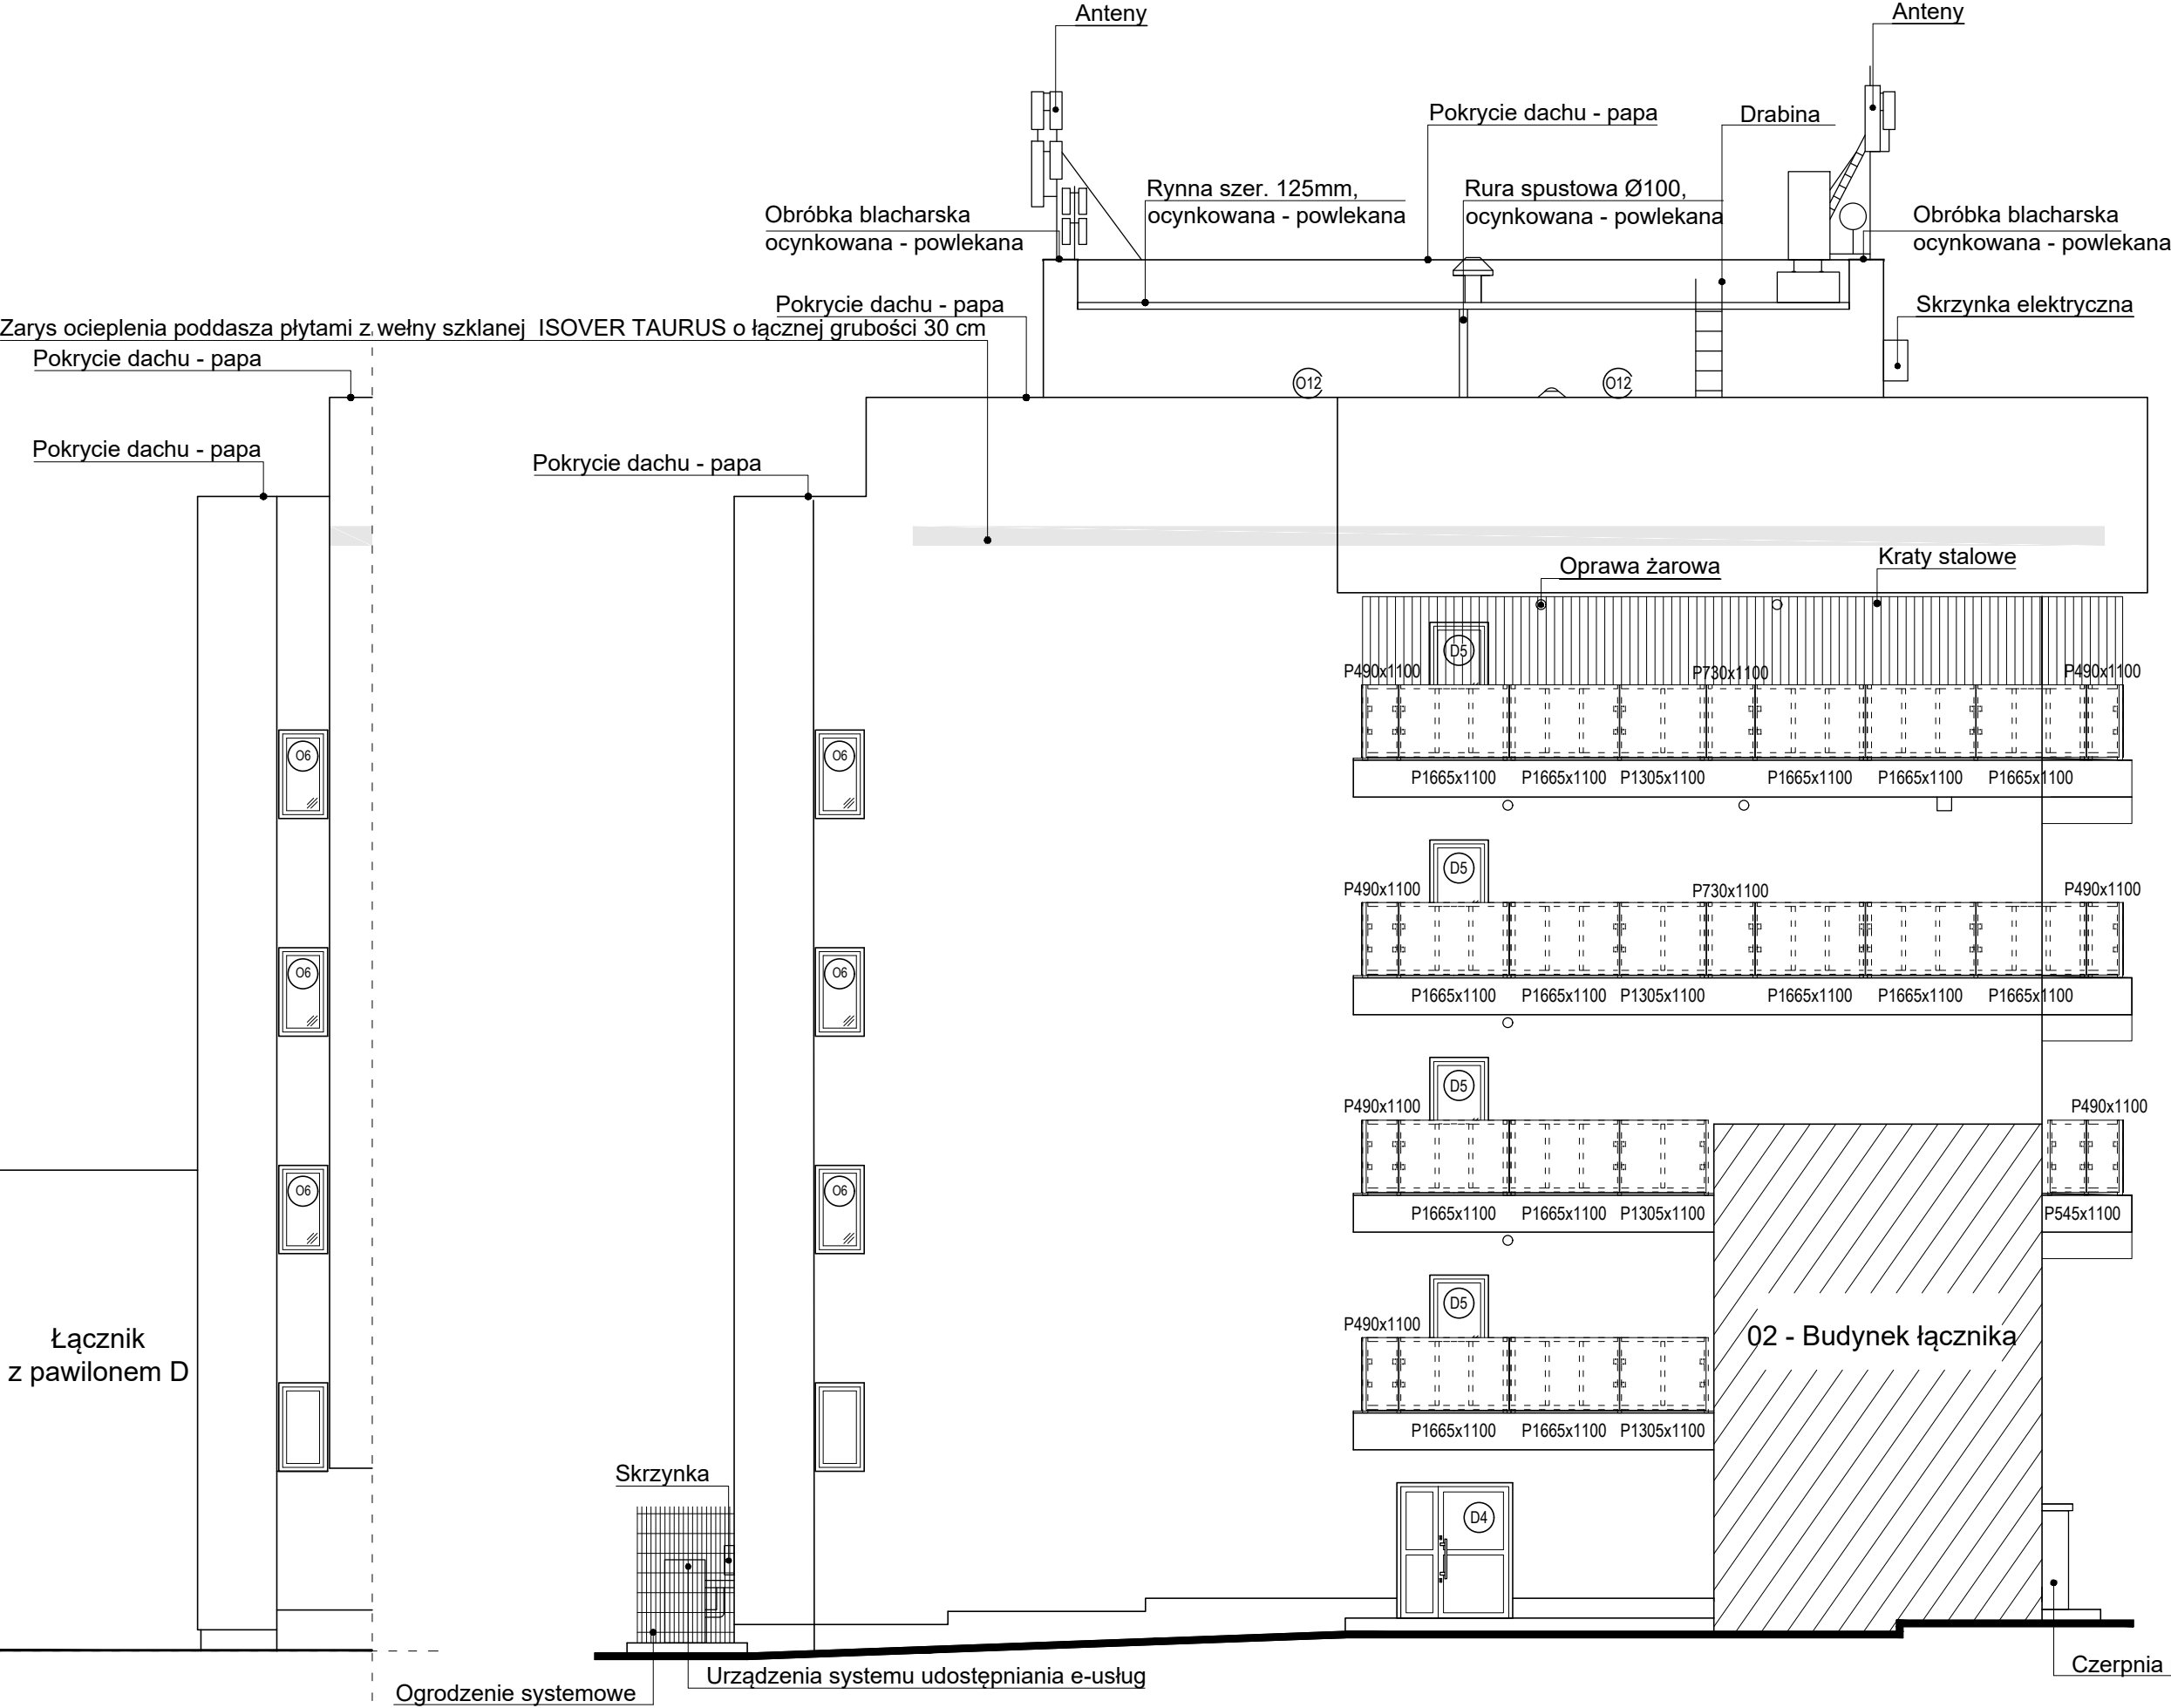 Anteny
Anteny
Pokrycie dachu - papa
Drabina
Rynna szer. 125mm,
ocynkowana - powlekana
Rura spustowa Ø100,
ocynkowana - powlekana
Obróbka blacharska
ocynkowana - powlekana
Obróbka blacharska
ocynkowana - powlekana
Pokrycie dachu - papa
Skrzynka elektryczna
Zarys ocieplenia poddasza płytami z wełny szklanej ISOVER TAURUS o łącznej grubości 30 cm
Pokrycie dachu - papa
O12
O12
Pokrycie dachu - papa
Pokrycie dachu - papa
Oprawa żarowa
Kraty stalowe
D5
P490x1100
P730x1100
P490x1100
O6
O6
P1665x1100 P1665x1100 P1305x1100 P1665x1100 P1665x1100 P1665x1100
D5
P490x1100
P730x1100
P490x1100
O6
O6
P1665x1100 P1665x1100 P1305x1100 P1665x1100 P1665x1100 P1665x1100
D5
P490x1100
P490x1100
O6
O6
P1665x1100 P1665x1100 P1305x1100
P545x1100
D5
P490x1100
Łącznik
z pawilonem D
02 - Budynek łącznika
P1665x1100 P1665x1100 P1305x1100
Skrzynka
D4
Czerpnia
Urządzenia systemu udostępniania e-usług
Ogrodzenie systemowe